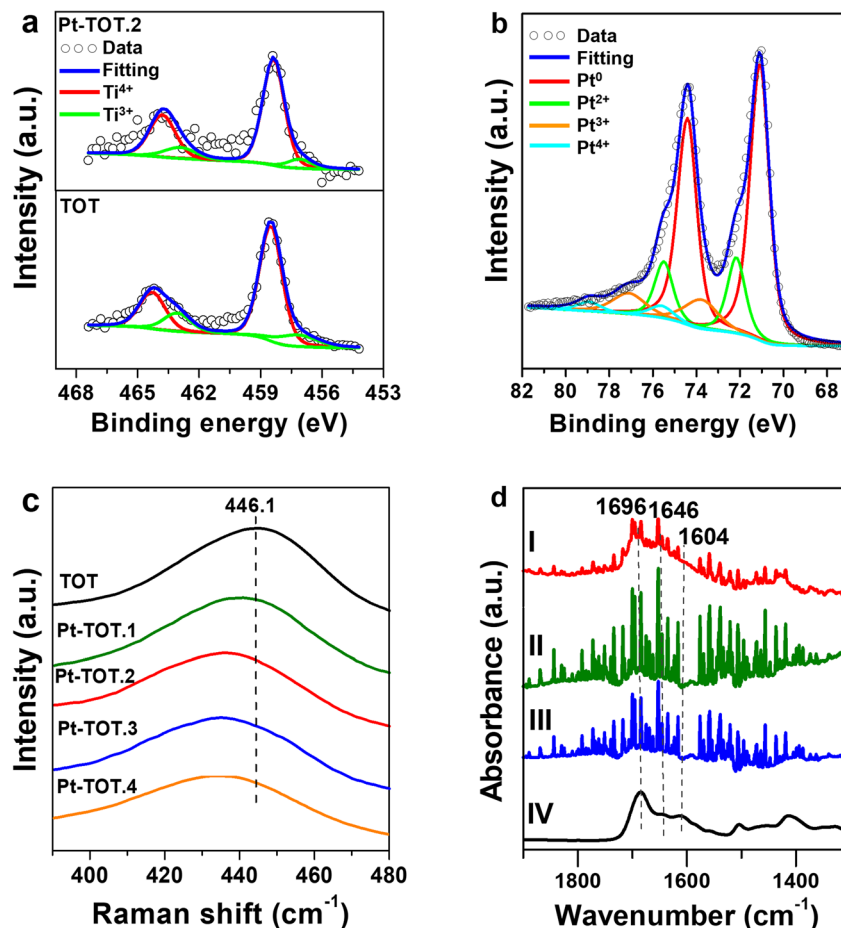 a
Pt-TOT.2
Data
Fitting
Ti⁴⁺
Ti³⁺
TOT
Intensity (a.u.)
468 465 462 459 456 453
Binding energy (eV)
b
Data
Fitting
Pt⁰
Pt²⁺
Pt³⁺
Pt⁴⁺
Intensity (a.u.)
82 80 78 76 74 72 70 68
Binding energy (eV)
c
446.1
TOT
Pt-TOT.1
Pt-TOT.2
Pt-TOT.3
Pt-TOT.4
Intensity (a.u.)
400 420 440 460 480
Raman shift (cm⁻¹)
d
1696 1646
1604
I
II
III
IV
Absorbance (a.u.)
1800 1600 1400
Wavenumber (cm⁻¹)